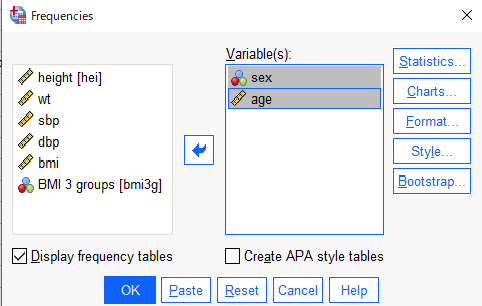 Frequencies
Variable(s):
height [hei]
wt
sbp
dbp
bmi
BMI 3 groups [bmi3g]
sex
age
Statistics...
Charts...
Format...
Style...
Bootstrap...
Display frequency tables
Create APA style tables
OK
Paste
Reset
Cancel
Help